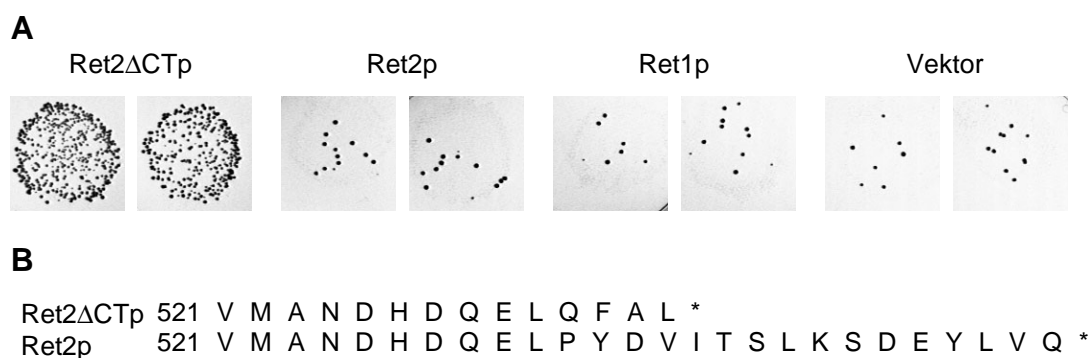 A
Ret2ΔCTp Ret2p Ret1p Vektor
B
Ret2ΔCTp 521 V M A N D H D Q E L Q F A L *
Ret2p 521 V M A N D H D Q E L P Y D V I T S L K S D E Y L V Q *